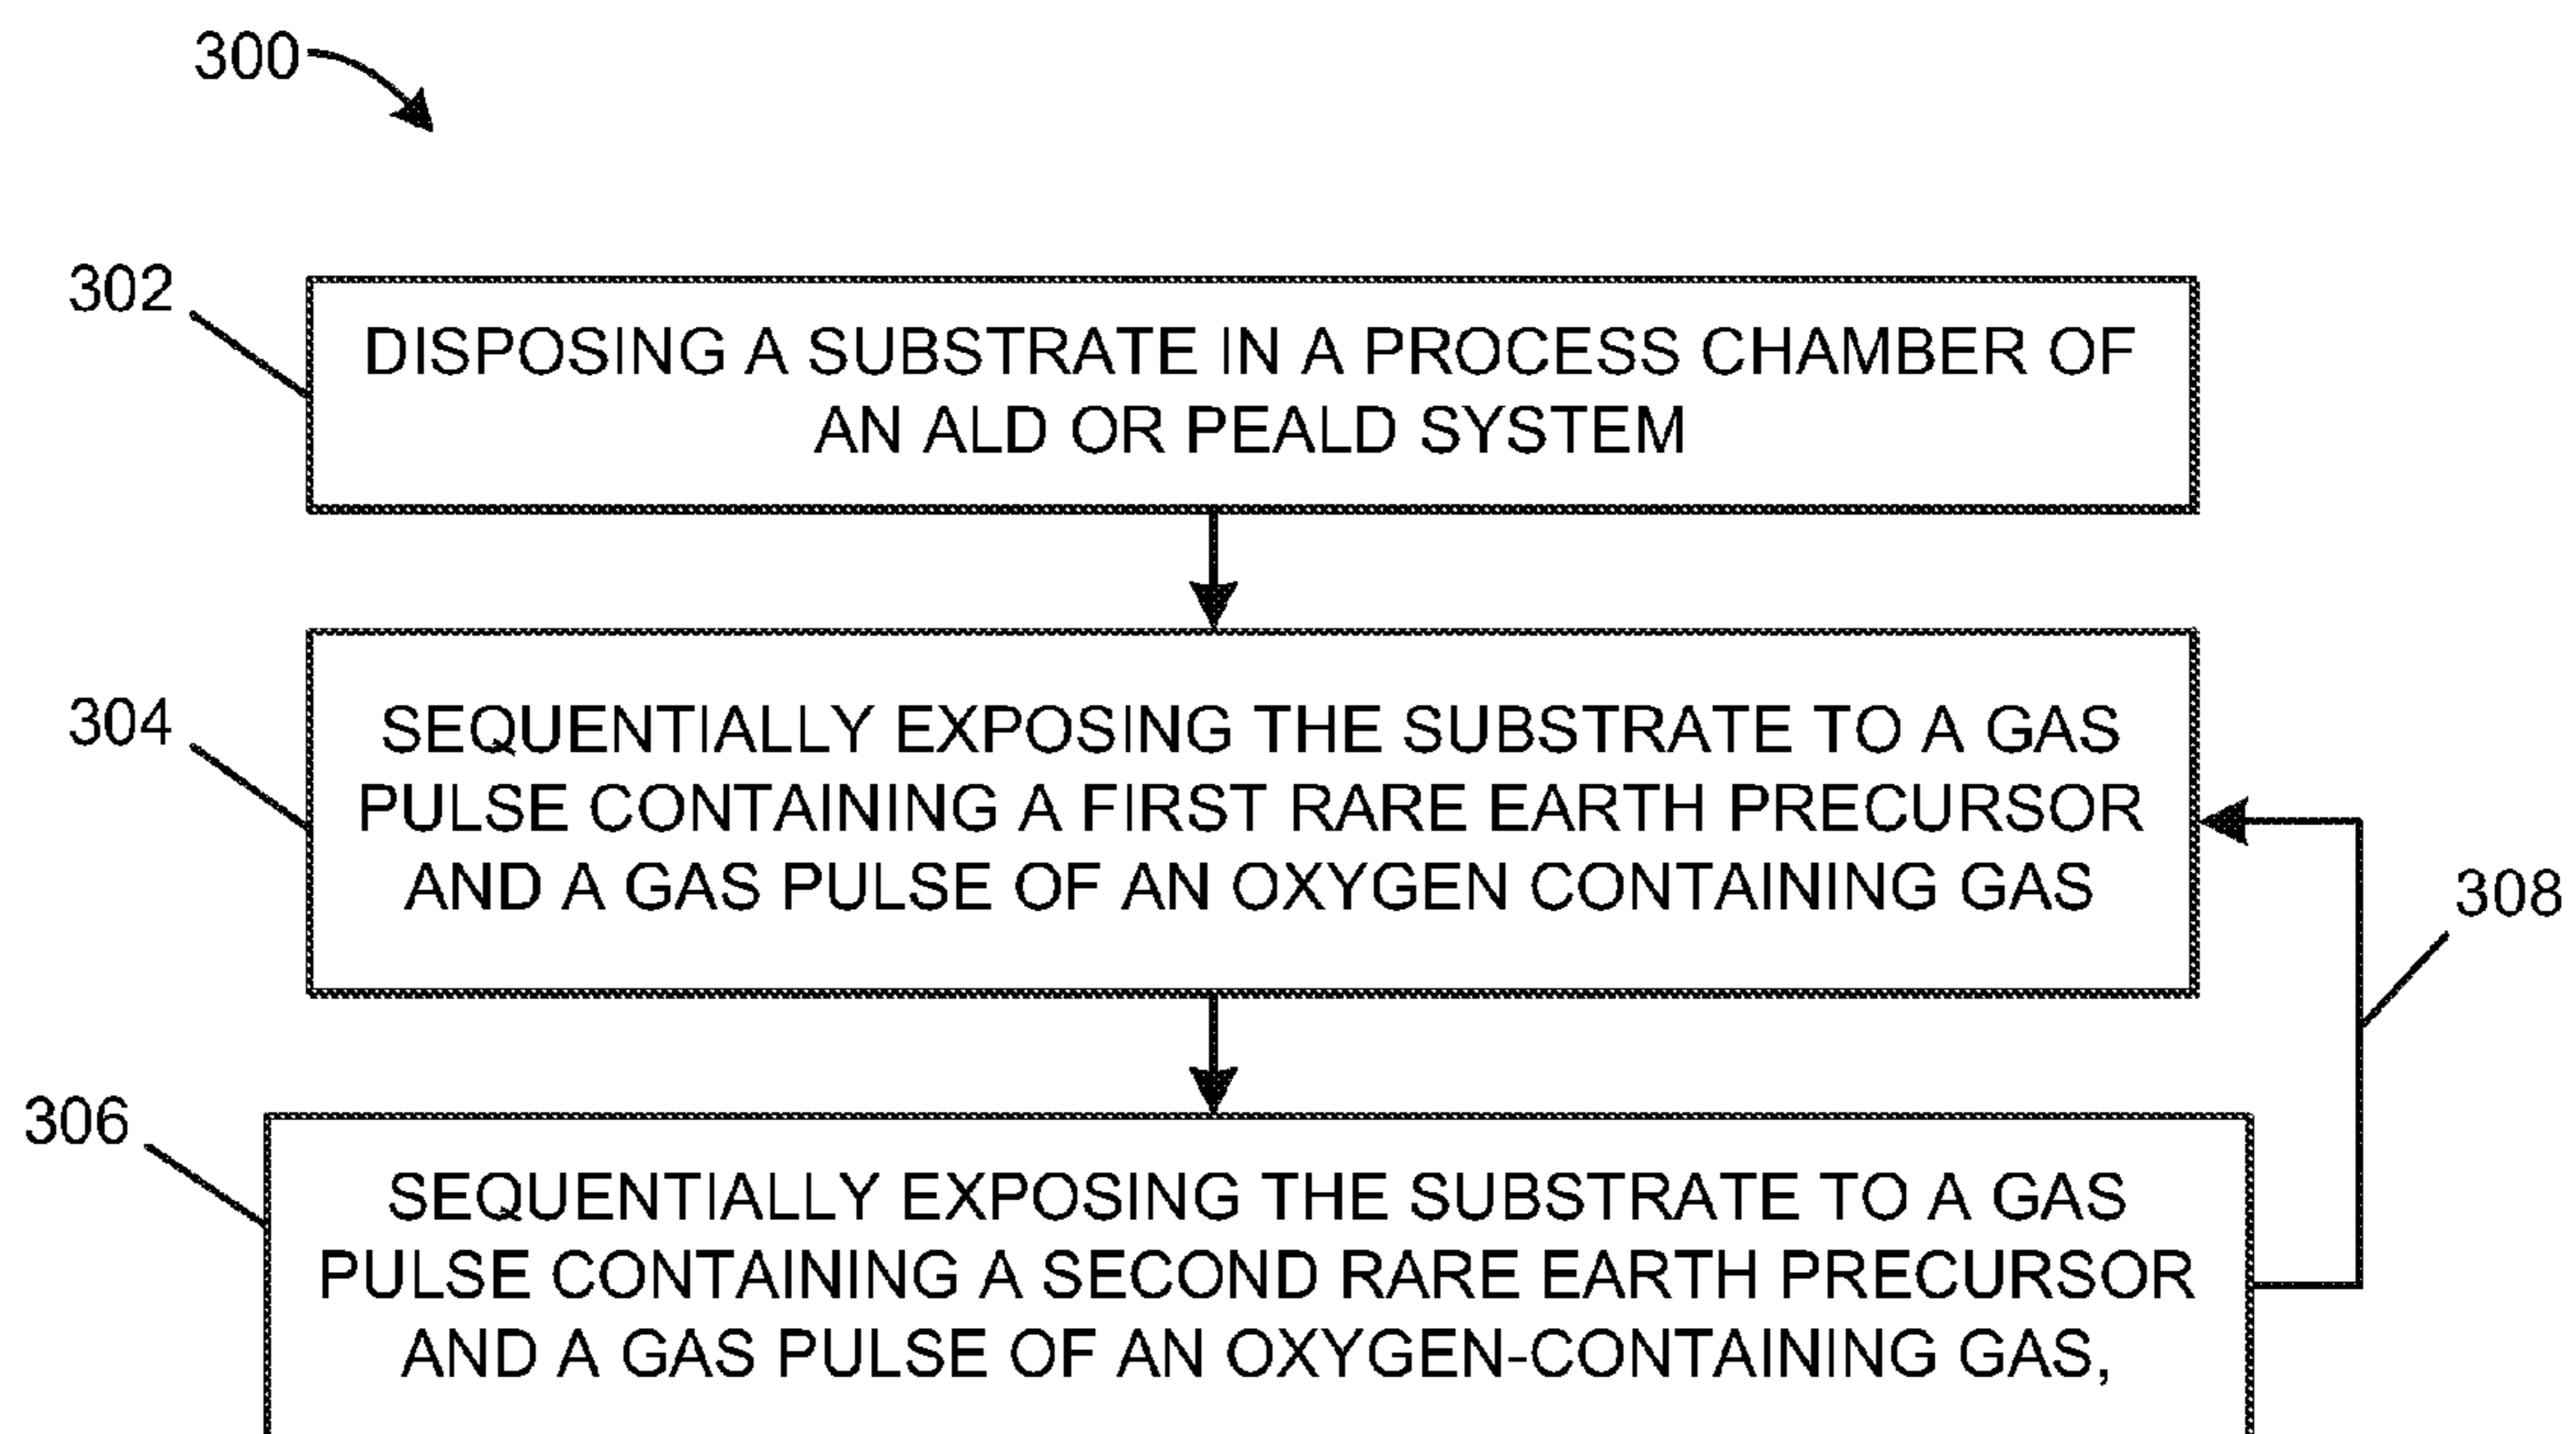 300
302
DISPOSING A SUBSTRATE IN A PROCESS CHAMBER OF
AN ALD OR PEALD SYSTEM
304
SEQUENTIALLY EXPOSING THE SUBSTRATE TO A GAS
PULSE CONTAINING A FIRST RARE EARTH PRECURSOR
AND A GAS PULSE OF AN OXYGEN CONTAINING GAS
308
306
SEQUENTIALLY EXPOSING THE SUBSTRATE TO A GAS
PULSE CONTAINING A SECOND RARE EARTH PRECURSOR
AND A GAS PULSE OF AN OXYGEN-CONTAINING GAS,